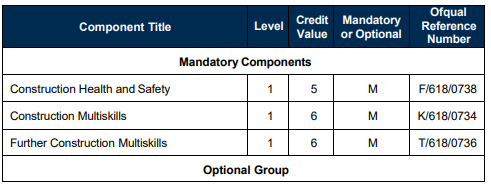 Component Title Level Credit Value Mandatory or Optional Ofqual Reference Number
Mandatory Components
Construction Health and Safety 1 5 M F/618/0738
Construction Multiskills 1 6 M K/618/0734
Further Construction Multiskills 1 6 M T/618/0736
Optional Group